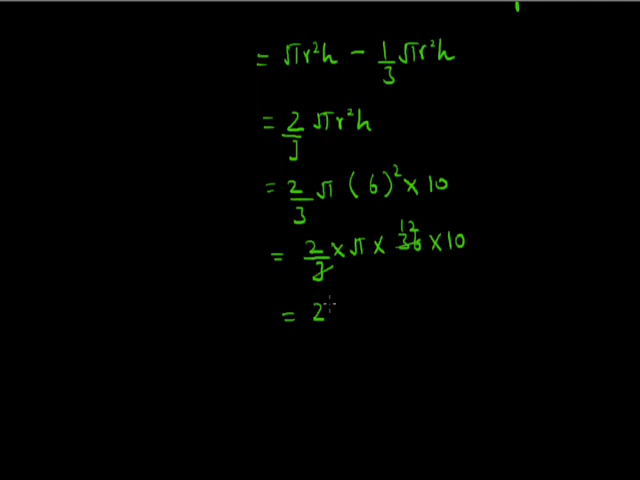 = πr²h − 1/3 πr²h
= 2/3 πr²h
= 2/3 π (6)² × 10
= 2/3 × π × 36 12 × 10
= 2